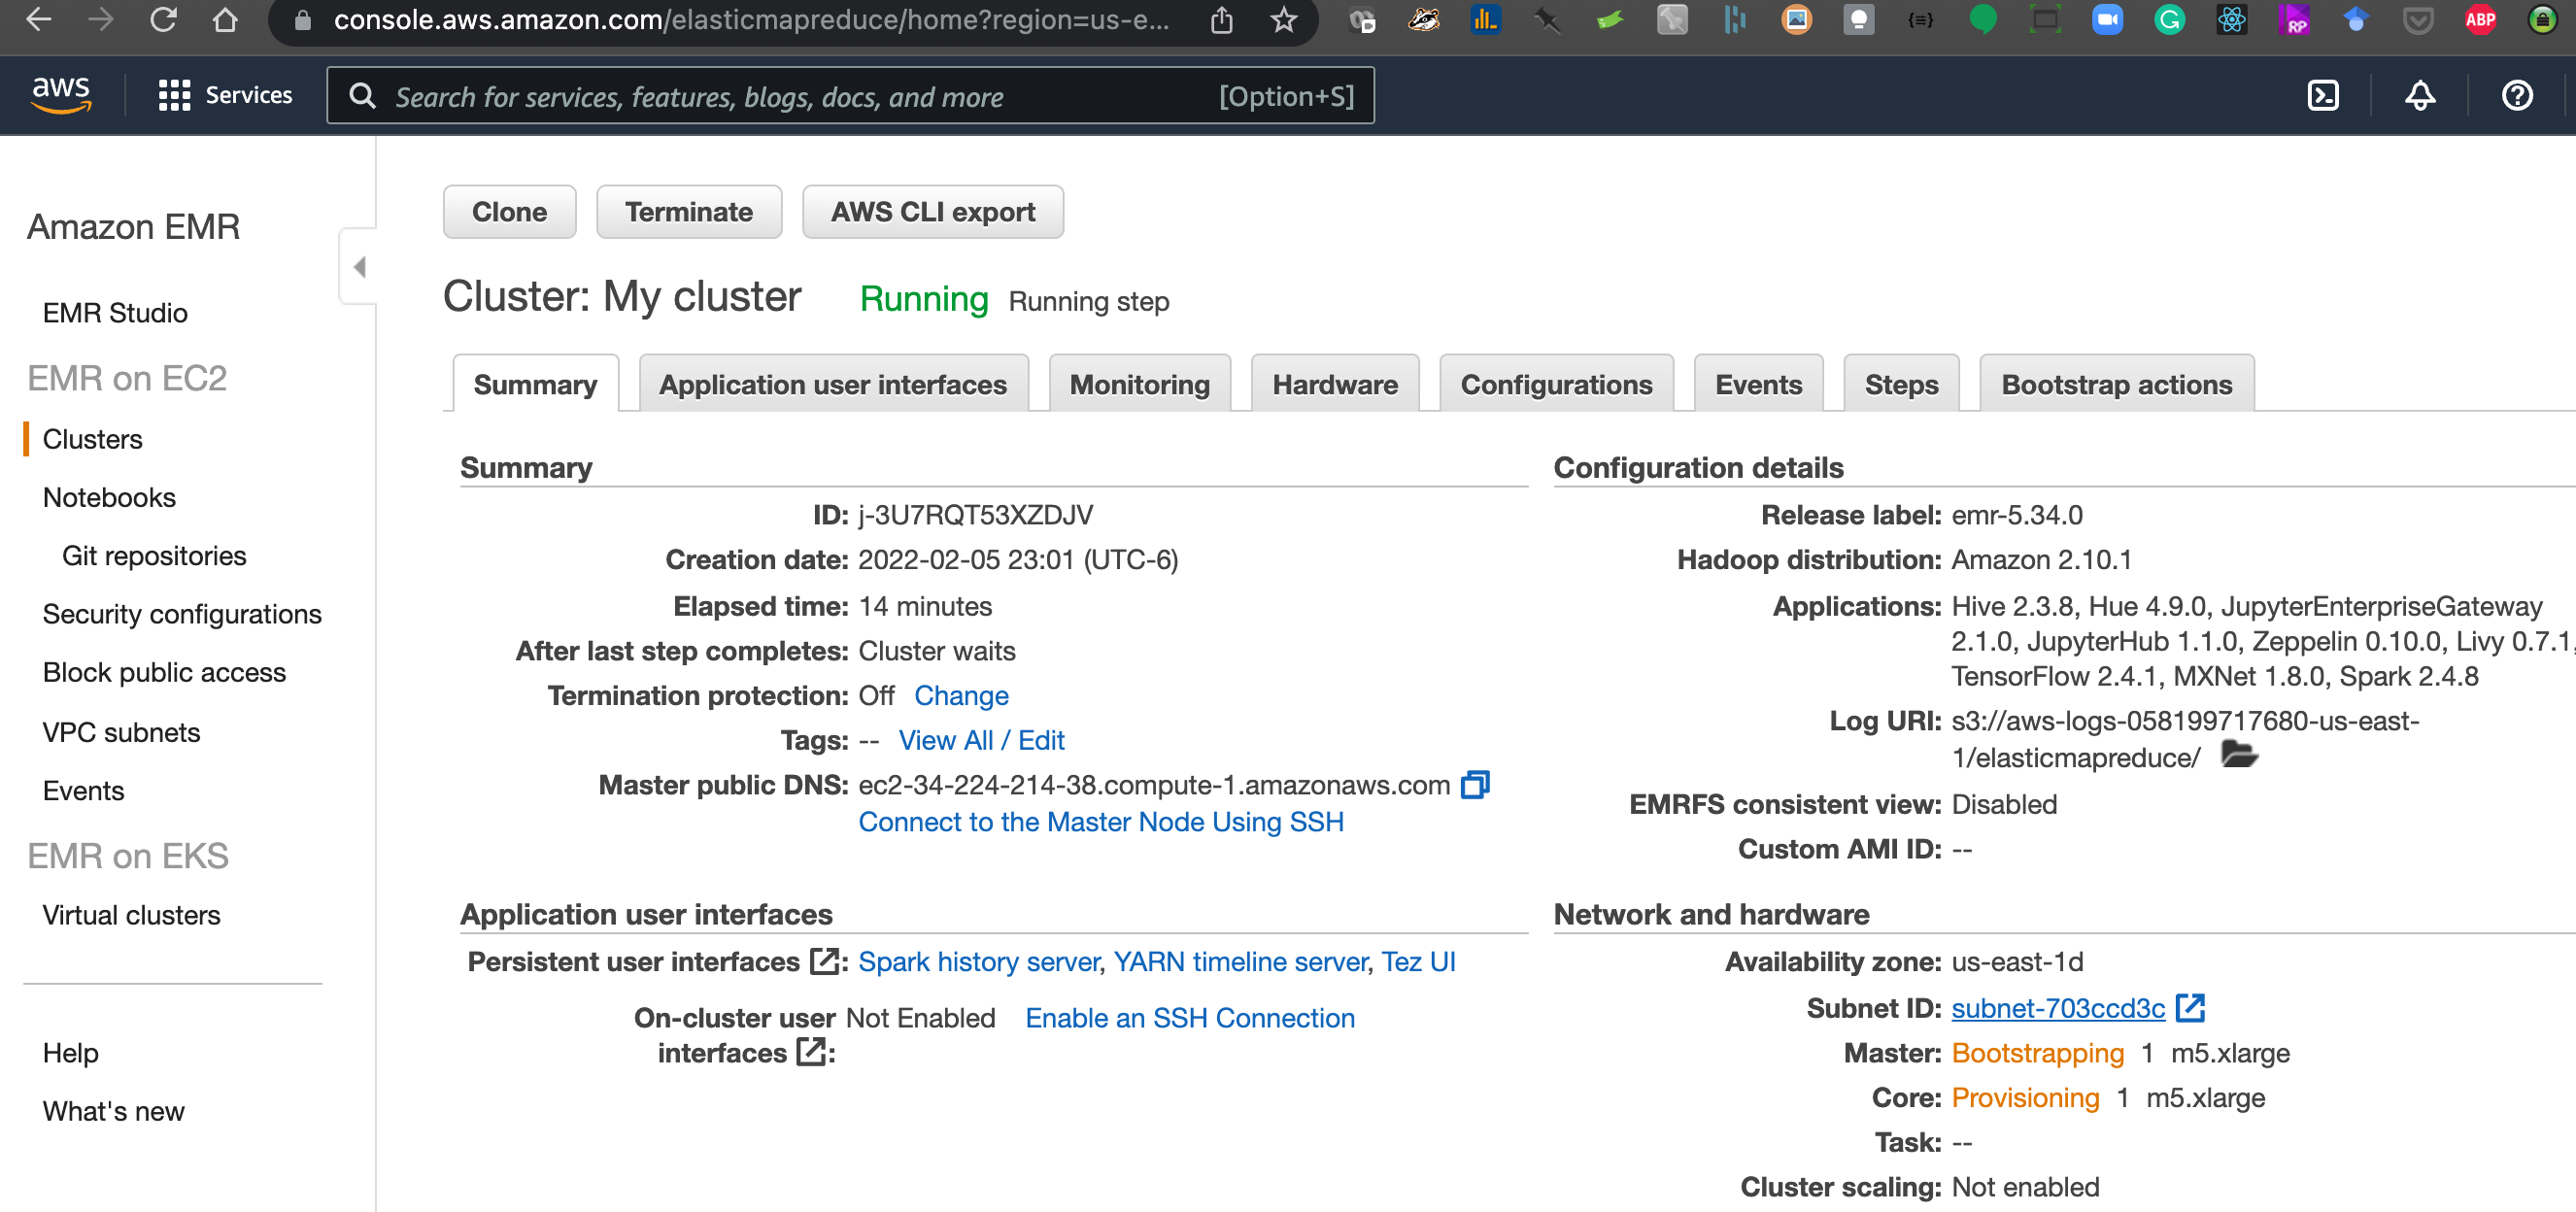 console.aws.amazon.com/elasticmapreduce/home?region=us-e...
ABP
RP
aws
Services
Search for services, features, blogs, docs, and more
[Option+S]
Amazon EMR
EMR Studio
EMR on EC2
Clusters
Notebooks
Git repositories
Security configurations
Block public access
VPC subnets
Events
EMR on EKS
Virtual clusters
Help
What's new
Clone
Terminate
AWS CLI export
Cluster: My cluster Running Running step
Summary Application user interfaces Monitoring Hardware Configurations Events Steps Bootstrap actions
Summary
ID: j-3U7RQT53XZDJV
Creation date: 2022-02-05 23:01 (UTC-6)
Elapsed time: 14 minutes
After last step completes: Cluster waits
Termination protection: Off Change
Tags: -- View All / Edit
Master public DNS: ec2-34-224-214-38.compute-1.amazonaws.com
Connect to the Master Node Using SSH
Application user interfaces
Persistent user interfaces : Spark history server, YARN timeline server, Tez UI
On-cluster user Not Enabled Enable an SSH Connection
interfaces :
Configuration details
Release label: emr-5.34.0
Hadoop distribution: Amazon 2.10.1
Applications: Hive 2.3.8, Hue 4.9.0, JupyterEnterpriseGateway
2.1.0, JupyterHub 1.1.0, Zeppelin 0.10.0, Livy 0.7.1,
TensorFlow 2.4.1, MXNet 1.8.0, Spark 2.4.8
Log URI: s3://aws-logs-058199717680-us-east-
1/elasticmapreduce/
EMRFS consistent view: Disabled
Custom AMI ID: --
Network and hardware
Availability zone: us-east-1d
Subnet ID: subnet-703ccd3c
Master: Bootstrapping 1 m5.xlarge
Core: Provisioning 1 m5.xlarge
Task: --
Cluster scaling: Not enabled